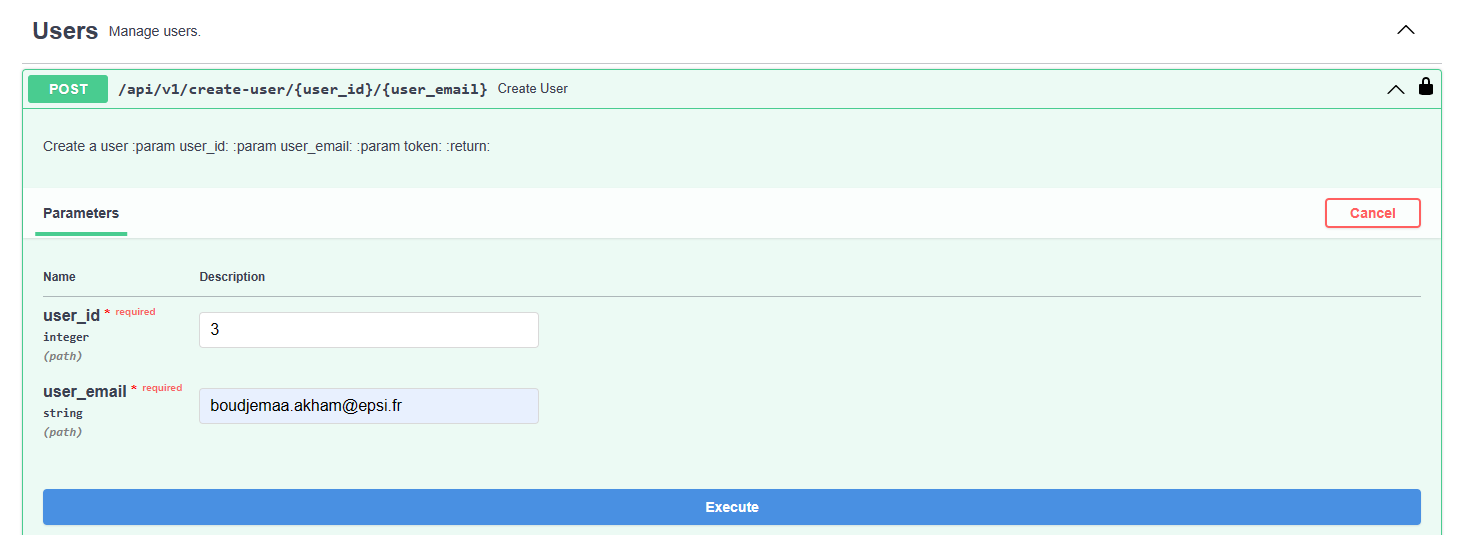 Users Manage users.
POST /api/v1/create-user/{user_id}/{user_email} Create User
Create a user :param user_id: :param user_email: :param token: :return:
Parameters Cancel
Name Description
user_id * required
integer
(path)
3
user_email * required
string
(path)
boudjemaa.akham@epsi.fr
Execute